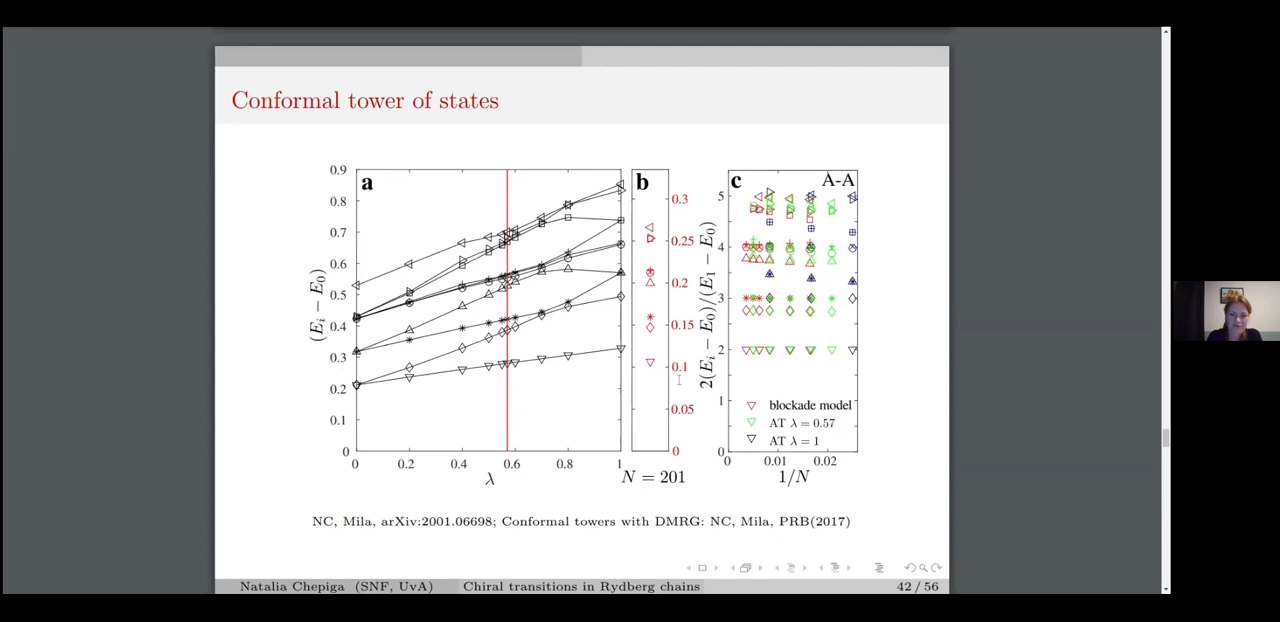 Conformal tower of states
a
b
c
A-A
0.9
0.8
0.7
0.6
0.5
0.4
0.3
0.2
0.1
0
(E_i − E_0)
0 0.2 0.4 0.6 0.8 1
λ
0.3
0.25
0.2
0.15
0.1
0.05
0
N = 201
2(E_i − E_0)/(E_1 − E_0)
5
4
3
2
1
0
blockade model
AT λ = 0.57
AT λ = 1
0 0.01 0.02
1/N
NC, Mila, arXiv:2001.06698; Conformal towers with DMRG: NC, Mila, PRB(2017)
Natalia Chepiga (SNF, UvA) Chiral transitions in Rydberg chains 42 / 56